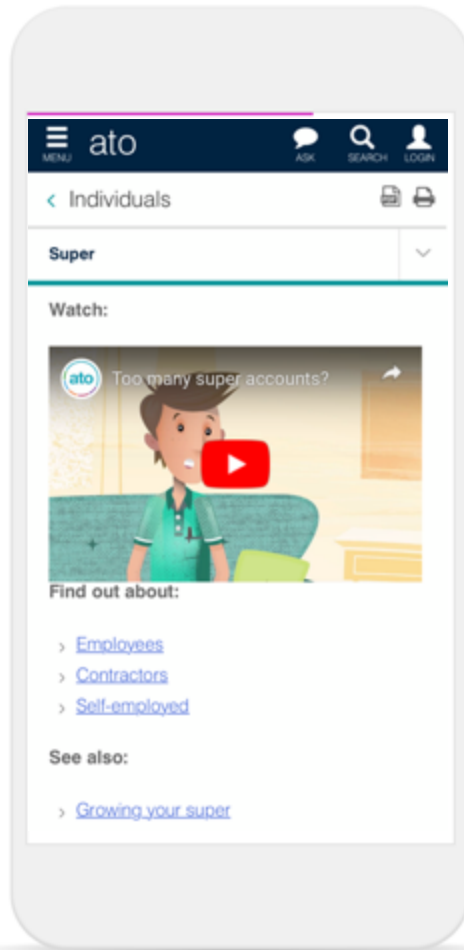 ato
MENU
ASK
SEARCH
LOGIN
Individuals
Super
Watch:
ato Too many super accounts?
Find out about:
Employees
Contractors
Self-employed
See also:
Growing your super